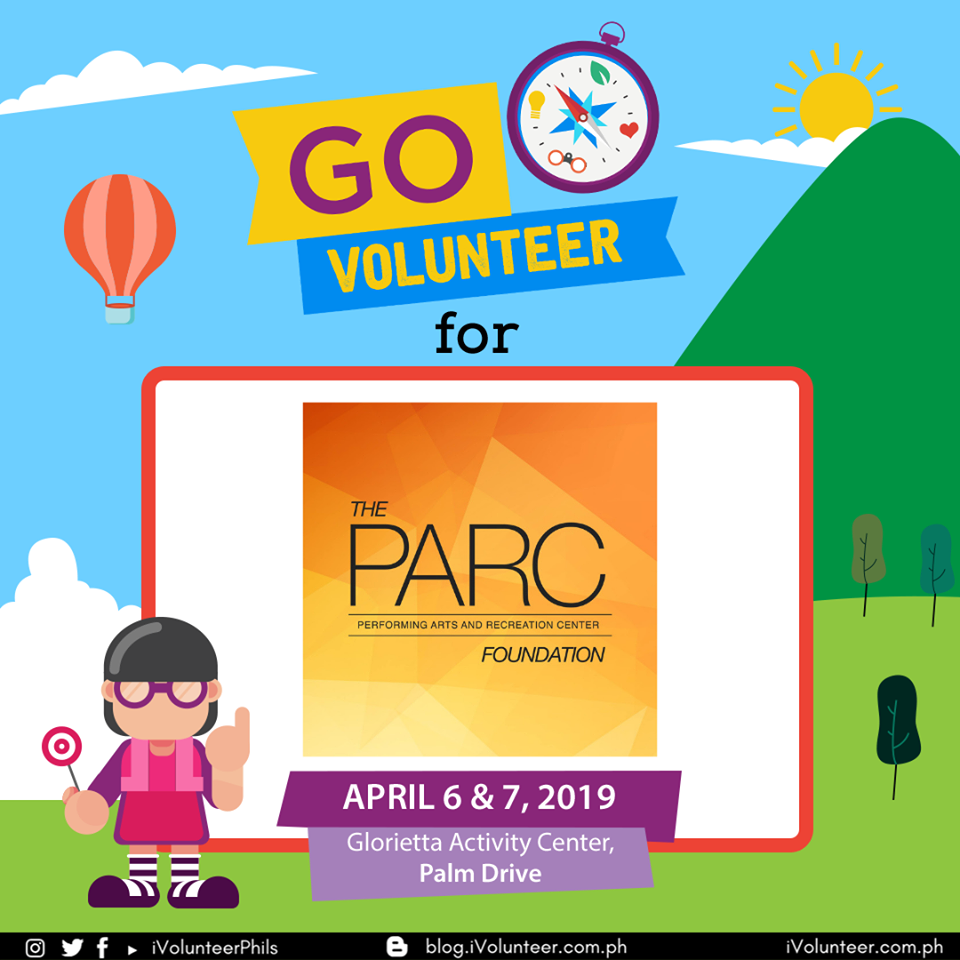 GO
VOLUNTEER
for
THE
PARC
PERFORMING ARTS AND RECREATION CENTER
FOUNDATION
APRIL 6 & 7, 2019
Glorietta Activity Center,
Palm Drive
iVolunteerPhils
blog.iVolunteer.com.ph
iVolunteer.com.ph